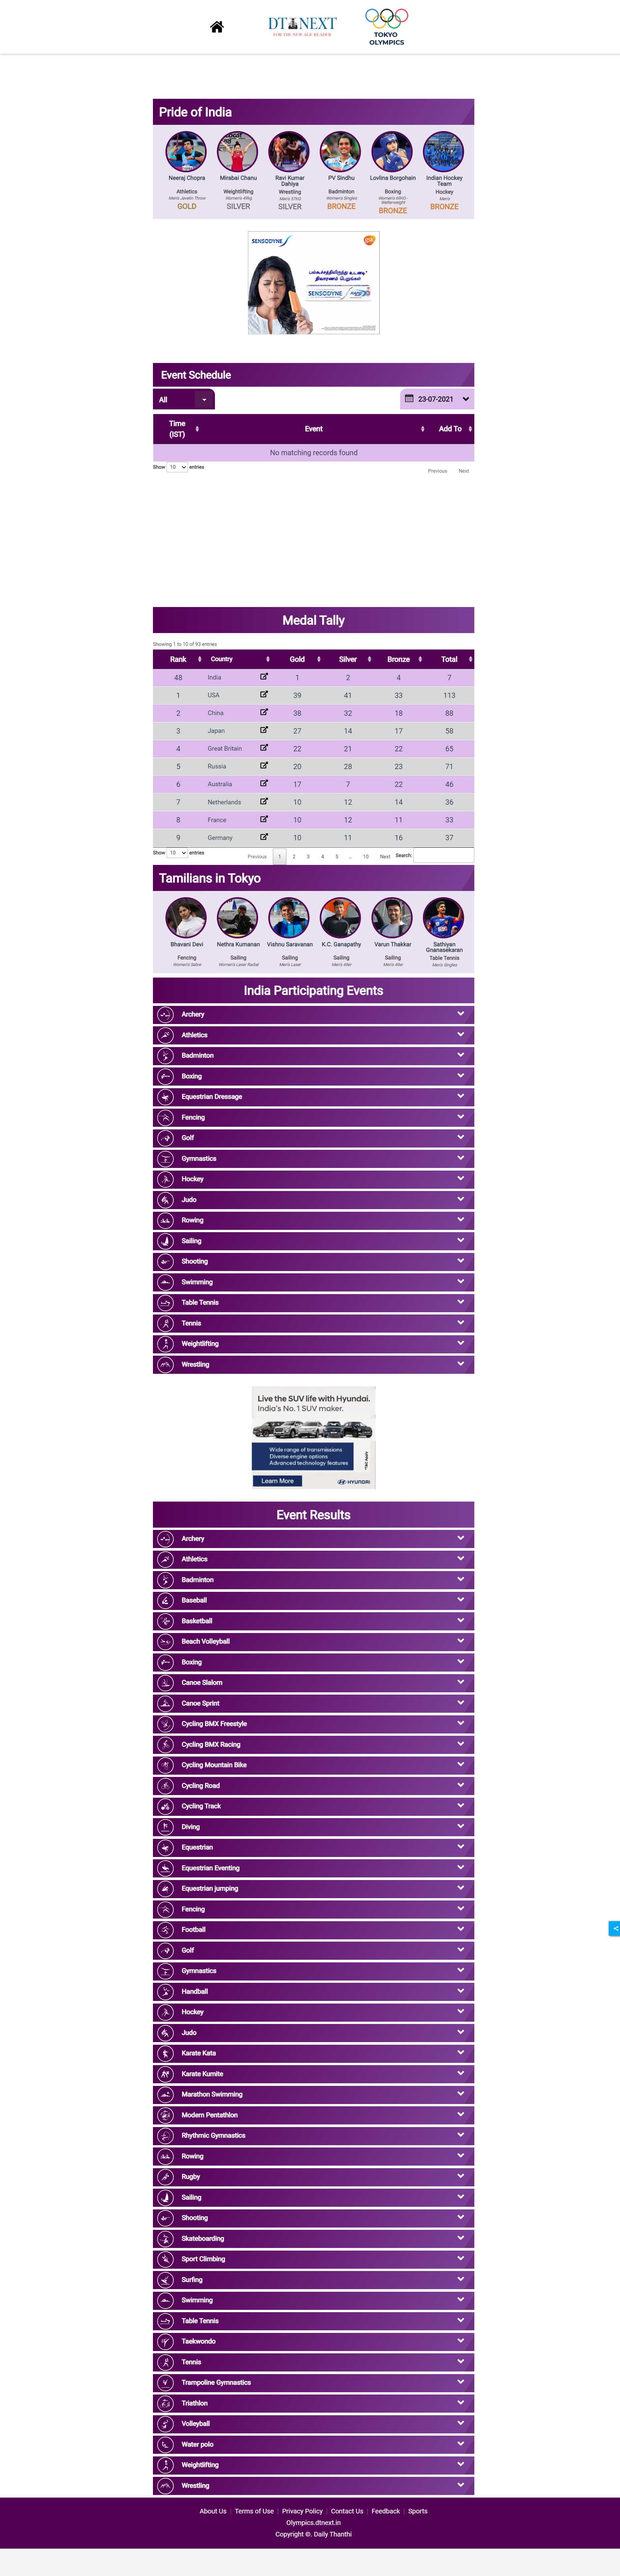 DT NEXT
FOR THE NEW AGE READER
TOKYO
OLYMPICS
Pride of India
Neeraj Chopra
Athletics
Men's Javelin Throw
GOLD
Mirabai Chanu
Weightlifting
Women's 49kg
SILVER
Ravi Kumar
Dahiya
Wrestling
Men's 57KG
SILVER
PV Sindhu
Badminton
Women's Singles
BRONZE
Lovlina Borgohain
Boxing
Women's 69KG -
Welterweight
BRONZE
Indian Hockey
Team
Hockey
Men's
BRONZE
SENSODYNE
gsk
SENSODYNE
Event Schedule
All
23-07-2021
Time
(IST)
Event
Add To
No matching records found
Show 10 entries
Previous Next
Medal Tally
Showing 1 to 10 of 93 entries
Rank Country Gold Silver Bronze Total
48 India 1 2 4 7
1 USA 39 41 33 113
2 China 38 32 18 88
3 Japan 27 14 17 58
4 Great Britain 22 21 22 65
5 Russia 20 28 23 71
6 Australia 17 7 22 46
7 Netherlands 10 12 14 36
8 France 10 12 11 33
9 Germany 10 11 16 37
Show 10 entries Previous 1 2 3 4 5 ... 10 Next Search:
Tamilians in Tokyo
Bhavani Devi
Fencing
Women's Sabre
Nethra Kumanan
Sailing
Women's Laser Radial
Vishnu Saravanan
Sailing
Men's Laser
K.C. Ganapathy
Sailing
Men's 49er
Varun Thakkar
Sailing
Men's 49er
Sathiyan
Gnanasekaran
Table Tennis
Men's Singles
India Participating Events
Archery
Athletics
Badminton
Boxing
Equestrian Dressage
Fencing
Golf
Gymnastics
Hockey
Judo
Rowing
Sailing
Shooting
Swimming
Table Tennis
Tennis
Weightlifting
Wrestling
Live the SUV life with Hyundai.
India's No. 1 SUV maker.
Wide range of transmissions
Diverse engine options
Advanced technology features
*T&C Apply
Learn More
HYUNDAI
Event Results
Archery
Athletics
Badminton
Baseball
Basketball
Beach Volleyball
Boxing
Canoe Slalom
Canoe Sprint
Cycling BMX Freestyle
Cycling BMX Racing
Cycling Mountain Bike
Cycling Road
Cycling Track
Diving
Equestrian
Equestrian Eventing
Equestrian jumping
Fencing
Football
Golf
Gymnastics
Handball
Hockey
Judo
Karate Kata
Karate Kumite
Marathon Swimming
Modern Pentathlon
Rhythmic Gymnastics
Rowing
Rugby
Sailing
Shooting
Skateboarding
Sport Climbing
Surfing
Swimming
Table Tennis
Taekwondo
Tennis
Trampoline Gymnastics
Triathlon
Volleyball
Water polo
Weightlifting
Wrestling
About Us | Terms of Use | Privacy Policy | Contact Us | Feedback | Sports
Olympics.dtnext.in
Copyright ©. Daily Thanthi